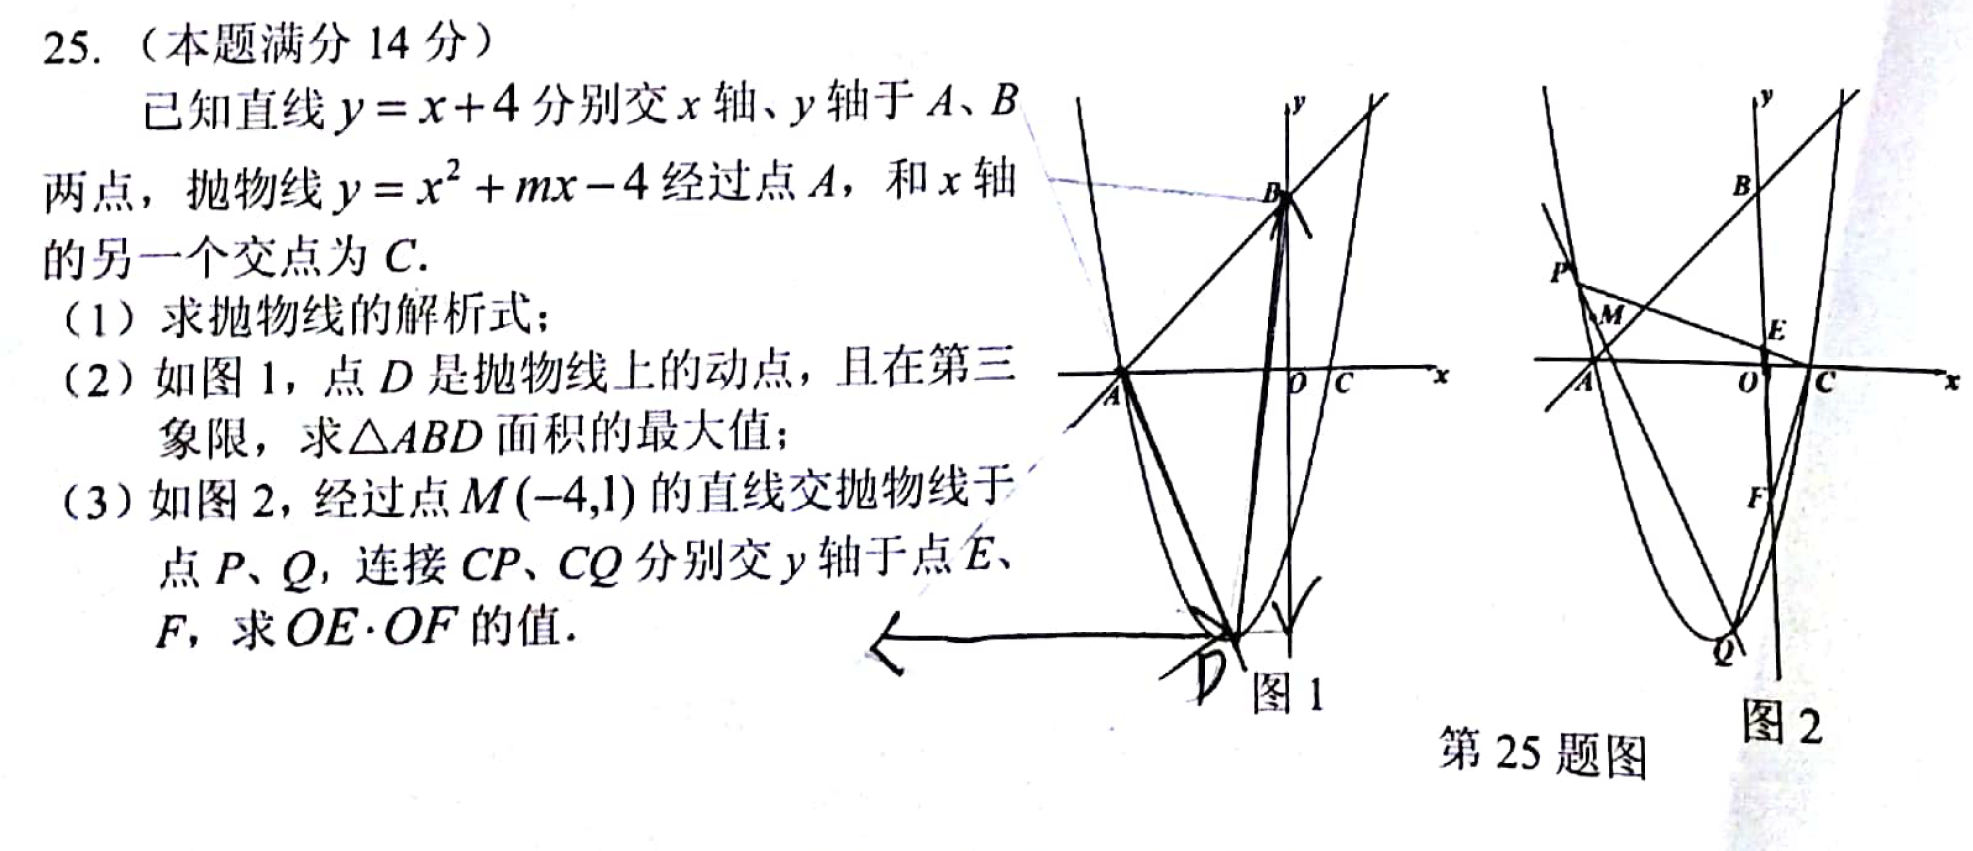 25.（本题满分 14 分）
已知直线 y = x + 4 分别交 x 轴、y 轴于 A、B
两点，抛物线 y = x² + mx − 4 经过点 A，和 x 轴
的另一个交点为 C.
（1）求抛物线的解析式；
（2）如图 1，点 D 是抛物线上的动点，且在第三
象限，求△ABD 面积的最大值；
（3）如图 2，经过点 M (−4,1) 的直线交抛物线于
点 P、Q，连接 CP、CQ 分别交 y 轴于点 E、
F，求 OE·OF 的值.
y
B
A
O
C
x
D
图 1
y
B
P
M
E
A
O
C
x
F
Q
图 2
第 25 题图